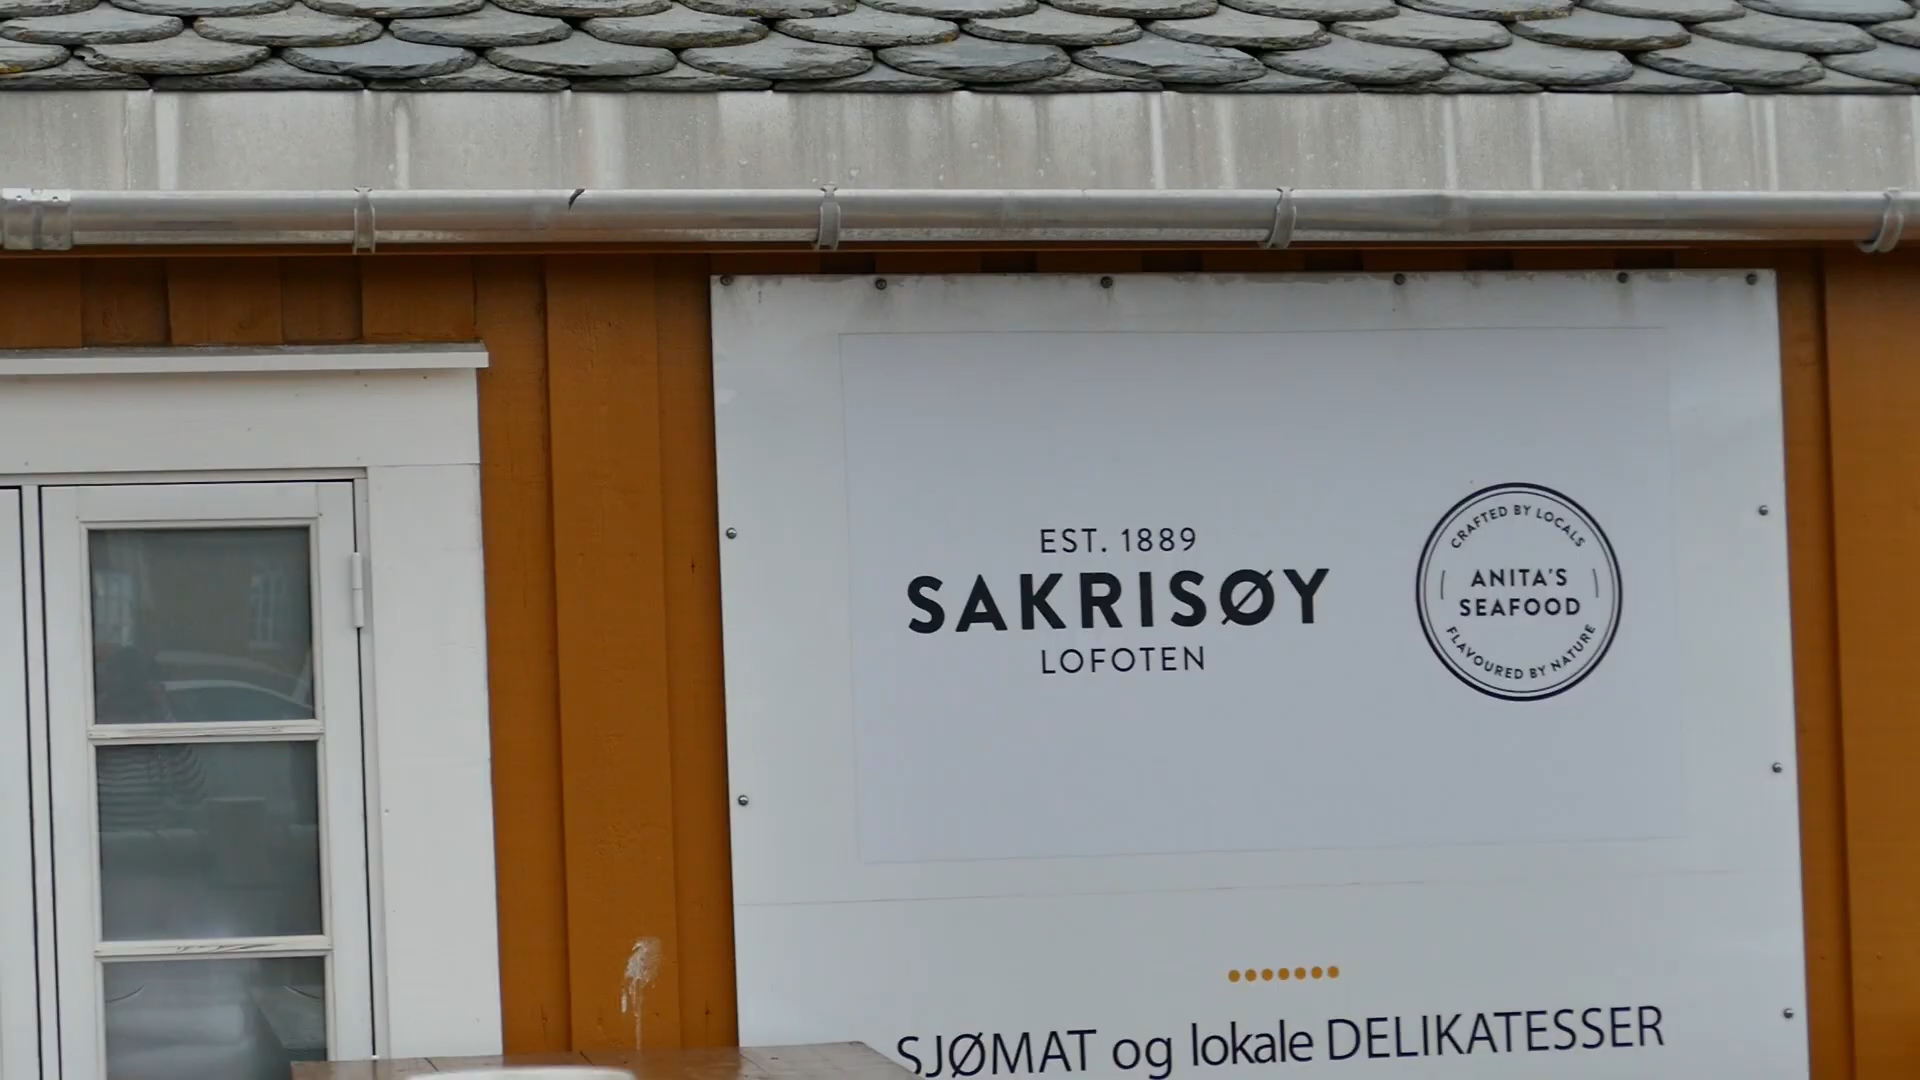 EST. 1889
SAKRISØY
LOFOTEN
CRAFTED BY LOCALS
ANITA'S
SEAFOOD
FLAVOURED BY NATURE
SJØMAT og lokale DELIKATESSER